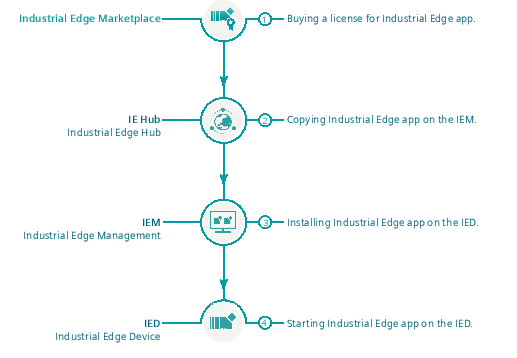 Industrial Edge Marketplace
1
Buying a license for Industrial Edge app.
IE Hub
Industrial Edge Hub
2
Copying Industrial Edge app on the IEM.
IEM
Industrial Edge Management
3
Installing Industrial Edge app on the IED.
IED
Industrial Edge Device
4
Starting Industrial Edge app on the IED.